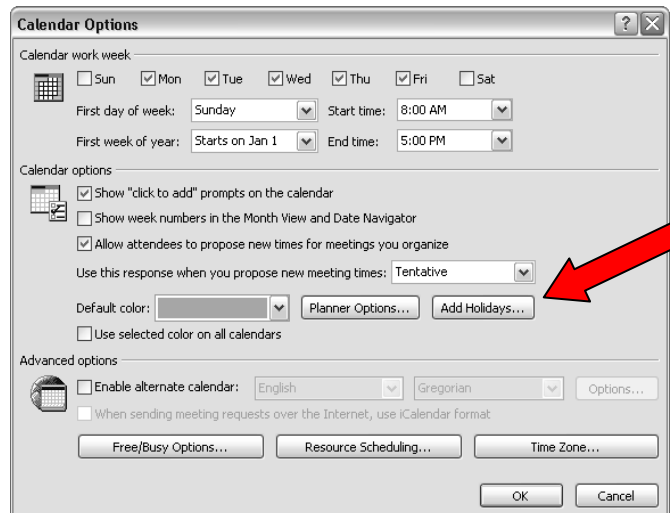 Calendar Options
Calendar work week
Sun Mon Tue Wed Thu Fri Sat
First day of week: Sunday Start time: 8:00 AM
First week of year: Starts on Jan 1 End time: 5:00 PM
Calendar options
Show "click to add" prompts on the calendar
Show week numbers in the Month View and Date Navigator
Allow attendees to propose new times for meetings you organize
Use this response when you propose new meeting times: Tentative
Default color: Planner Options... Add Holidays...
Use selected color on all calendars
Advanced options
Enable alternate calendar: English Gregorian Options...
When sending meeting requests over the Internet, use iCalendar format
Free/Busy Options... Resource Scheduling... Time Zone...
OK Cancel